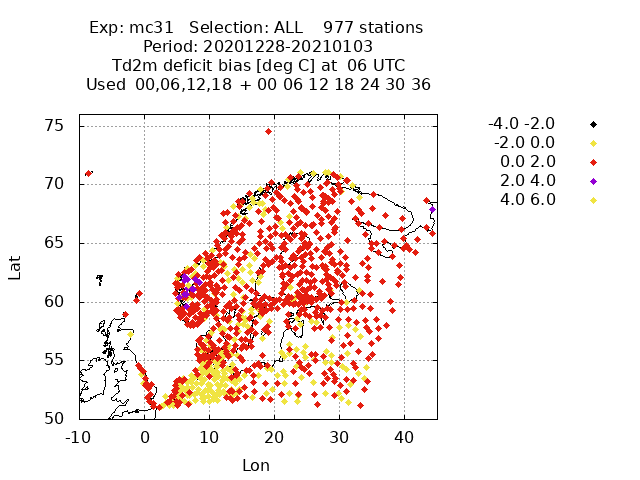 Exp: mc31   Selection: ALL    977 stations
Period: 20201228-20210103
Td2m deficit bias [deg C] at  06 UTC
Used  00,06,12,18 + 00 06 12 18 24 30 36
-4.0 -2.0
-2.0 0.0
0.0 2.0
2.0 4.0
4.0 6.0
75
70
65
60
55
50
Lat
-10 0 10 20 30 40
Lon